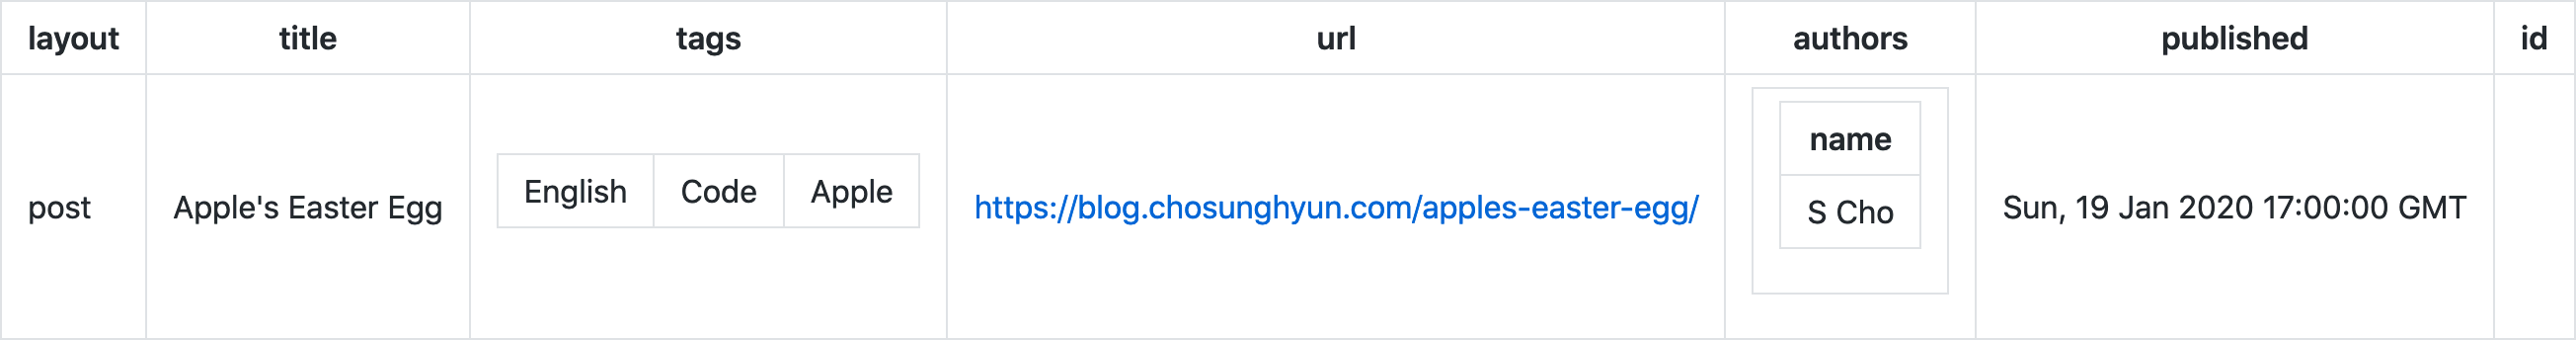 layout title tags url authors published id
name
post Apple's Easter Egg English Code Apple https://blog.chosunghyun.com/apples-easter-egg/ S Cho Sun, 19 Jan 2020 17:00:00 GMT